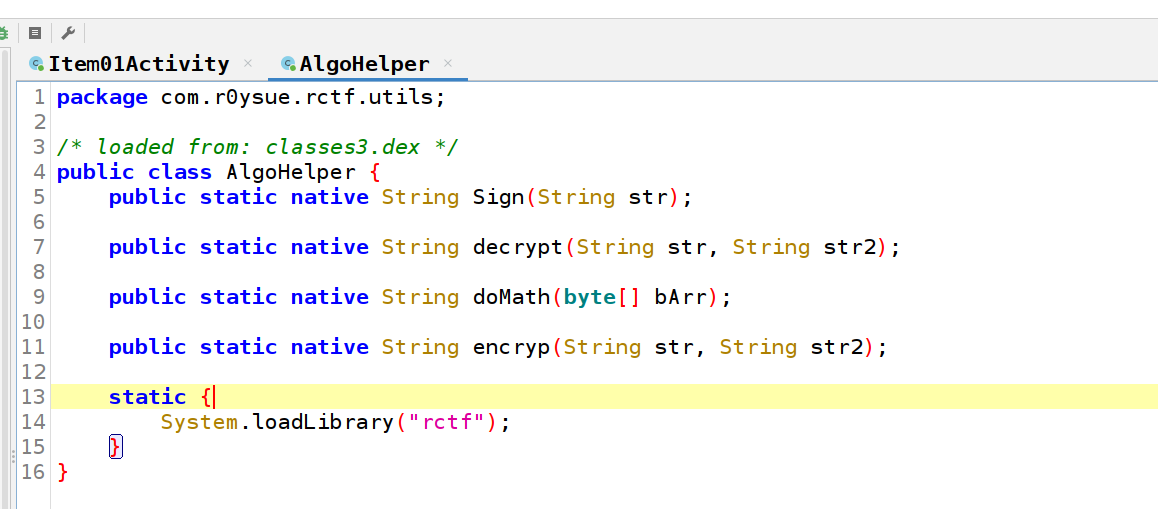 Item01Activity AlgoHelper
1 package com.r0ysue.rctf.utils;
2
3 /* loaded from: classes3.dex */
4 public class AlgoHelper {
5 public static native String Sign(String str);
6
7 public static native String decrypt(String str, String str2);
8
9 public static native String doMath(byte[] bArr);
10
11 public static native String encryp(String str, String str2);
12
13 static {
14 System.loadLibrary("rctf");
15 }
16 }